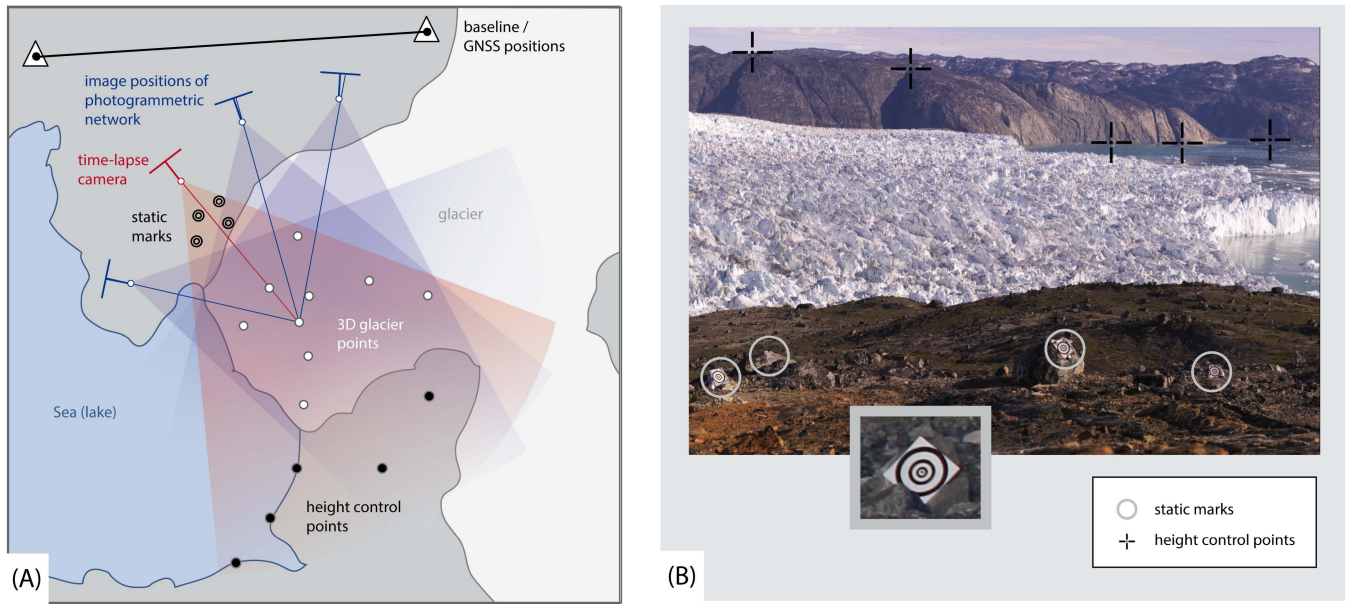 baseline /
GNSS positions
image positions of
photogrammetric
network
time-lapse
camera
static
marks
glacier
3D glacier
points
Sea (lake)
height control
points
(A)
(B)
static marks
height control points